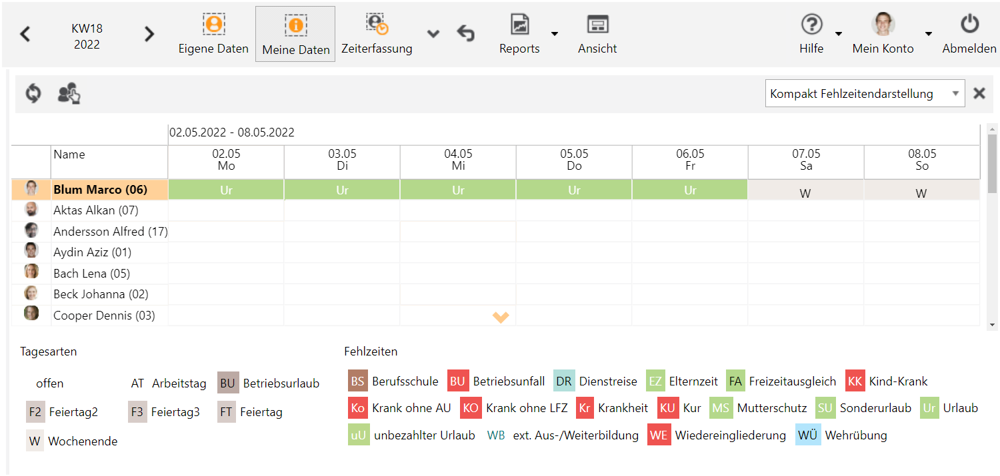 KW18
2022
Eigene Daten
Meine Daten
Zeiterfassung
Reports
Ansicht
Hilfe
Mein Konto
Abmelden
Kompakt Fehlzeitendarstellung
02.05.2022 - 08.05.2022
Name 02.05 03.05 04.05 05.05 06.05 07.05 08.05
Mo Di Mi Do Fr Sa So
Blum Marco (06) Ur Ur Ur Ur Ur W W
Aktas Alkan (07)
Andersson Alfred (17)
Aydin Aziz (01)
Bach Lena (05)
Beck Johanna (02)
Cooper Dennis (03)
Tagesarten
offen AT Arbeitstag BU Betriebsurlaub
F2 Feiertag2 F3 Feiertag3 FT Feiertag
W Wochenende
Fehlzeiten
BS Berufsschule BU Betriebsunfall DR Dienstreise EZ Elternzeit FA Freizeitausgleich KK Kind-Krank
Ko Krank ohne AU KO Krank ohne LFZ Kr Krankheit KU Kur MS Mutterschutz SU Sonderurlaub Ur Urlaub
uU unbezahlter Urlaub WB ext. Aus-/Weiterbildung WE Wiedereingliederung WÜ Wehrübung